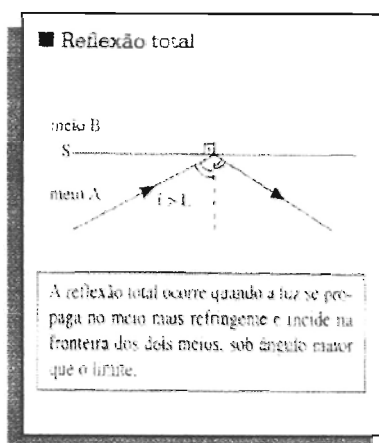 ■ Reflexão total
meio B
S
meio A
i > L
A reflexão total ocorre quando a luz se pro-
paga no meio mais refringente e incide na
fronteira dos dois meios, sob ângulo maior
que o limite.